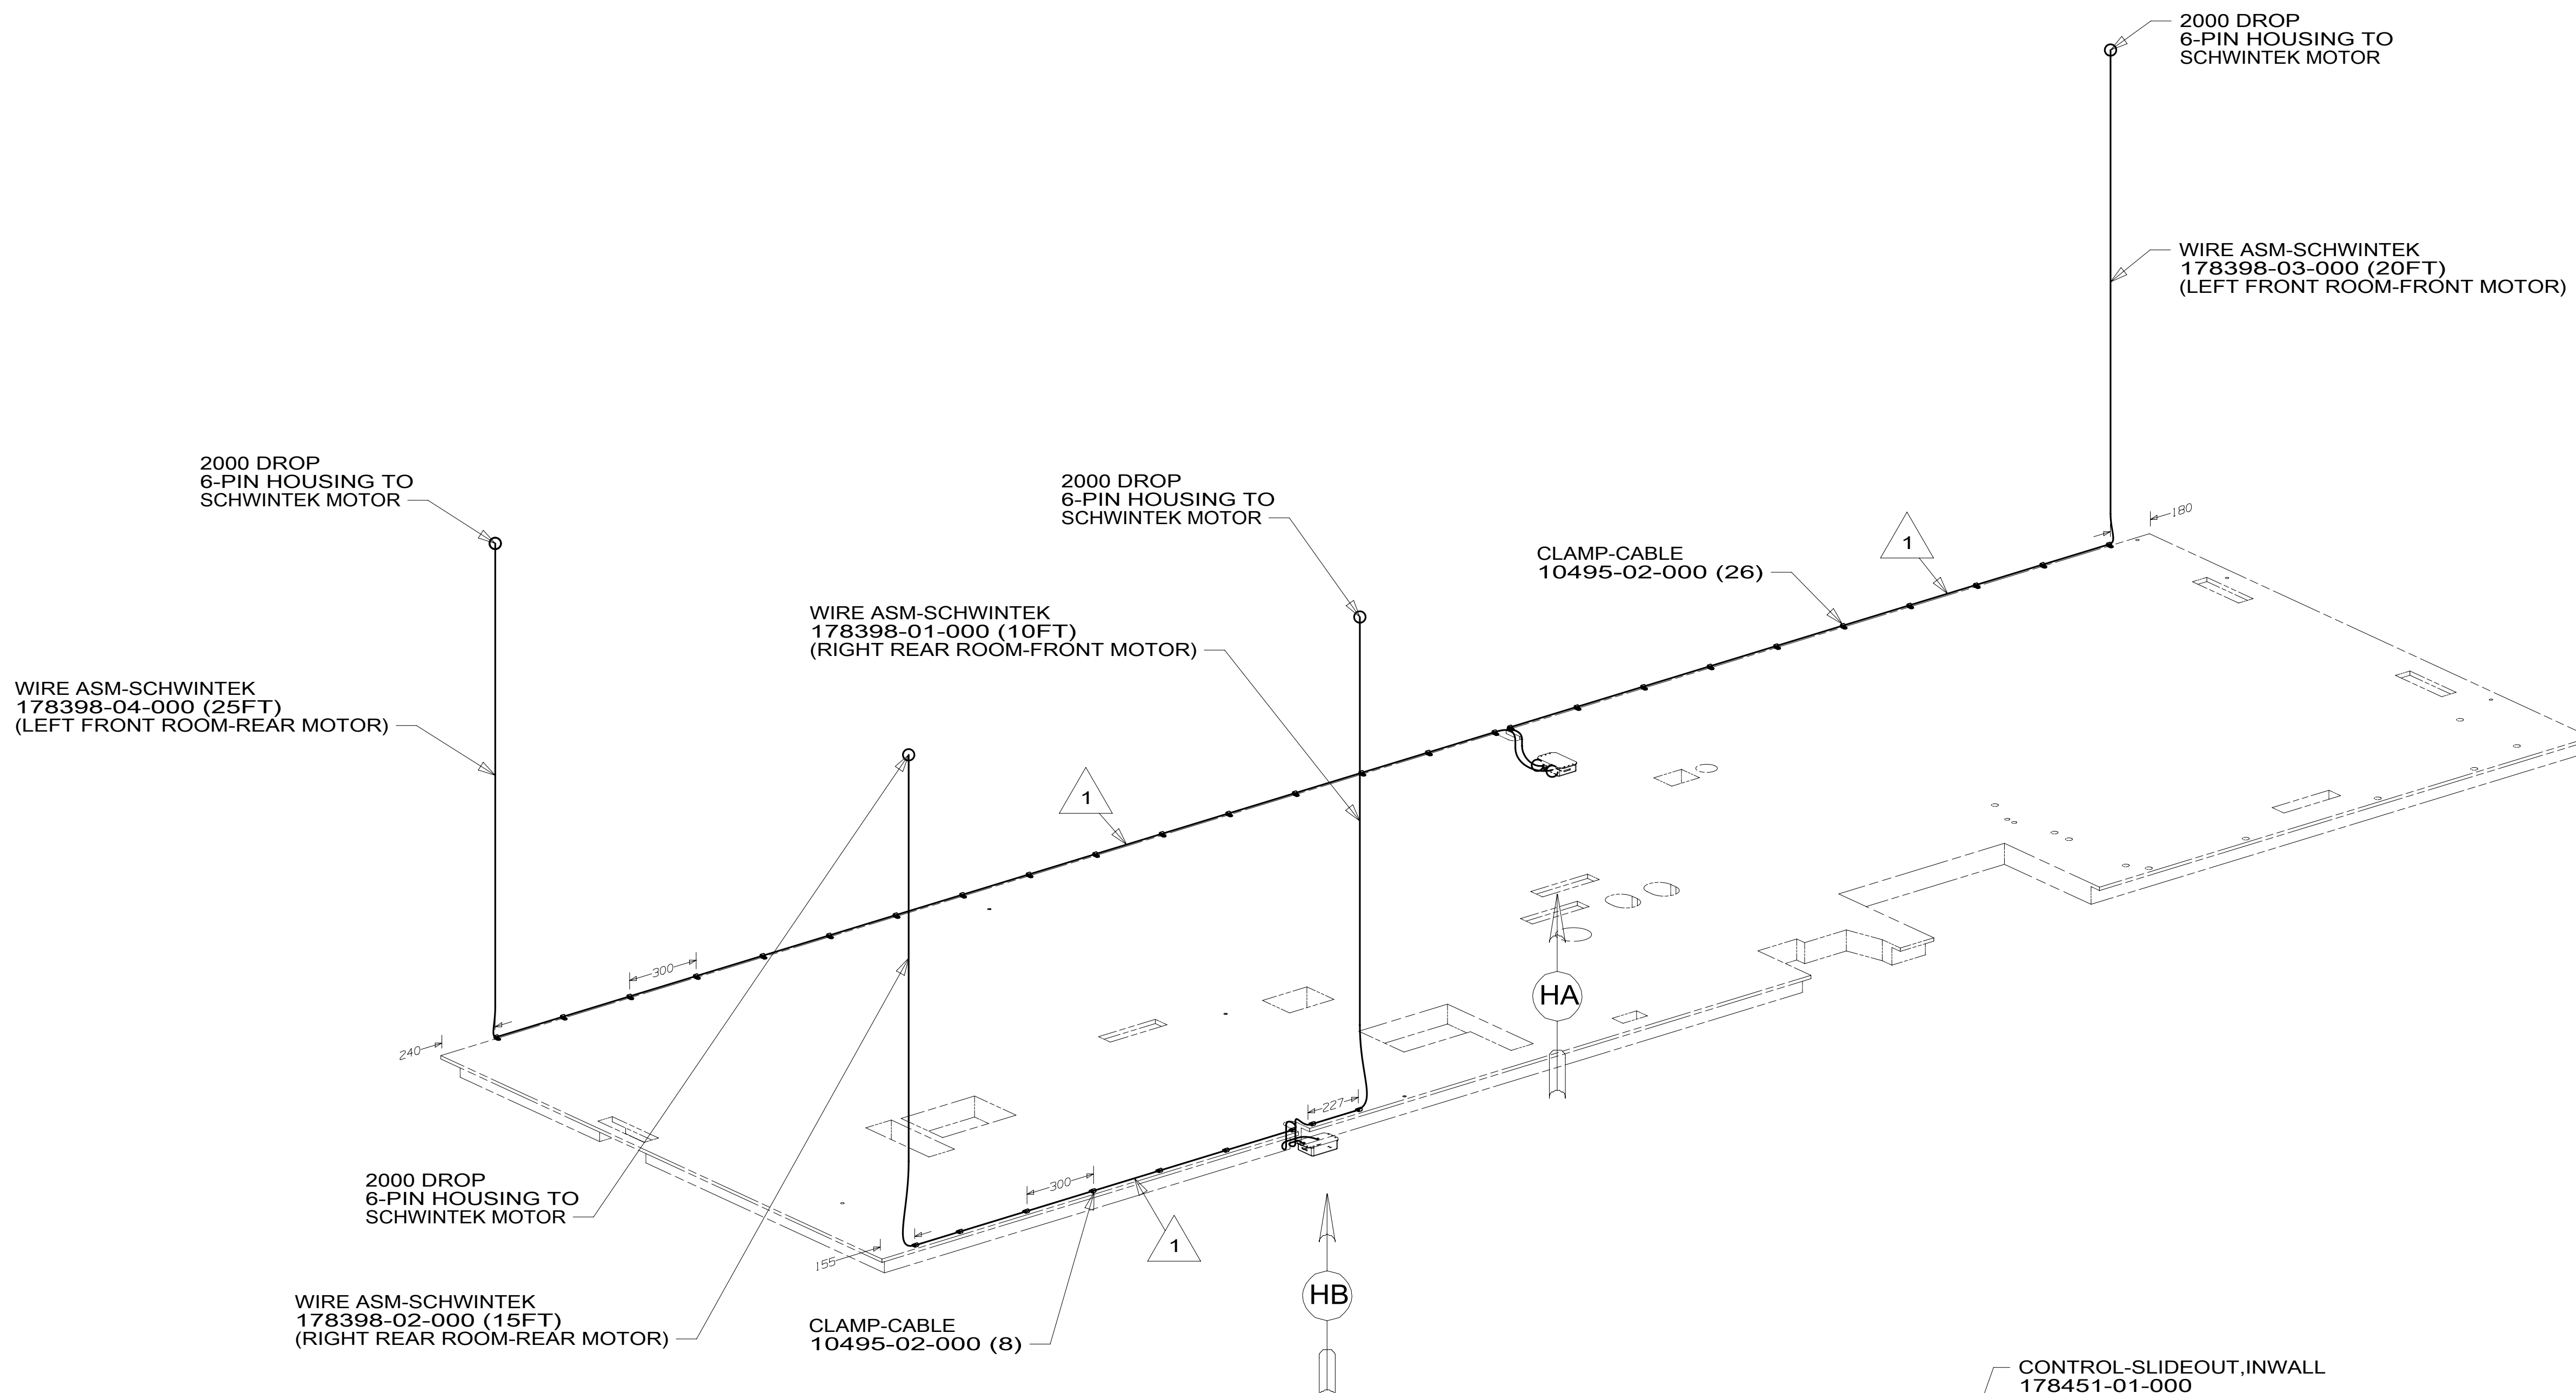 2000 DROP
6-PIN HOUSING TO
SCHWINTEK MOTOR
WIRE ASM-SCHWINTEK
178398-03-000 (20FT)
(LEFT FRONT ROOM-FRONT MOTOR)
2000 DROP
6-PIN HOUSING TO
SCHWINTEK MOTOR
2000 DROP
6-PIN HOUSING TO
SCHWINTEK MOTOR
180
1
CLAMP-CABLE
10495-02-000 (26)
WIRE ASM-SCHWINTEK
178398-01-000 (10FT)
(RIGHT REAR ROOM-FRONT MOTOR)
WIRE ASM-SCHWINTEK
178398-04-000 (25FT)
(LEFT FRONT ROOM-REAR MOTOR)
1
300
HA
240
227
2000 DROP
6-PIN HOUSING TO
SCHWINTEK MOTOR
300
1
155
HB
WIRE ASM-SCHWINTEK
178398-02-000 (15FT)
(RIGHT REAR ROOM-REAR MOTOR)
CLAMP-CABLE
10495-02-000 (8)
CONTROL-SLIDEOUT,INWALL
178451-01-000